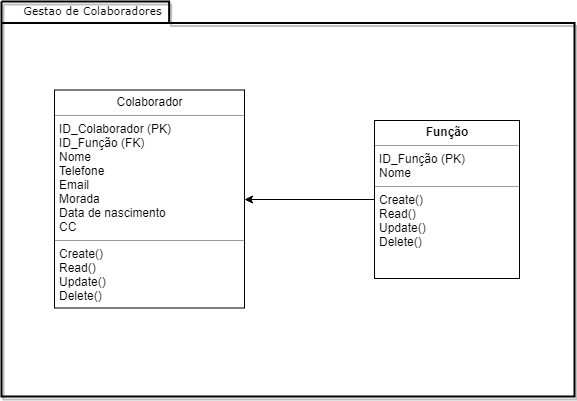 Gestao de Colaboradores
Colaborador
ID_Colaborador (PK)
ID_Função (FK)
Nome
Telefone
Email
Morada
Data de nascimento
CC
Create()
Read()
Update()
Delete()
Função
ID_Função (PK)
Nome
Create()
Read()
Update()
Delete()